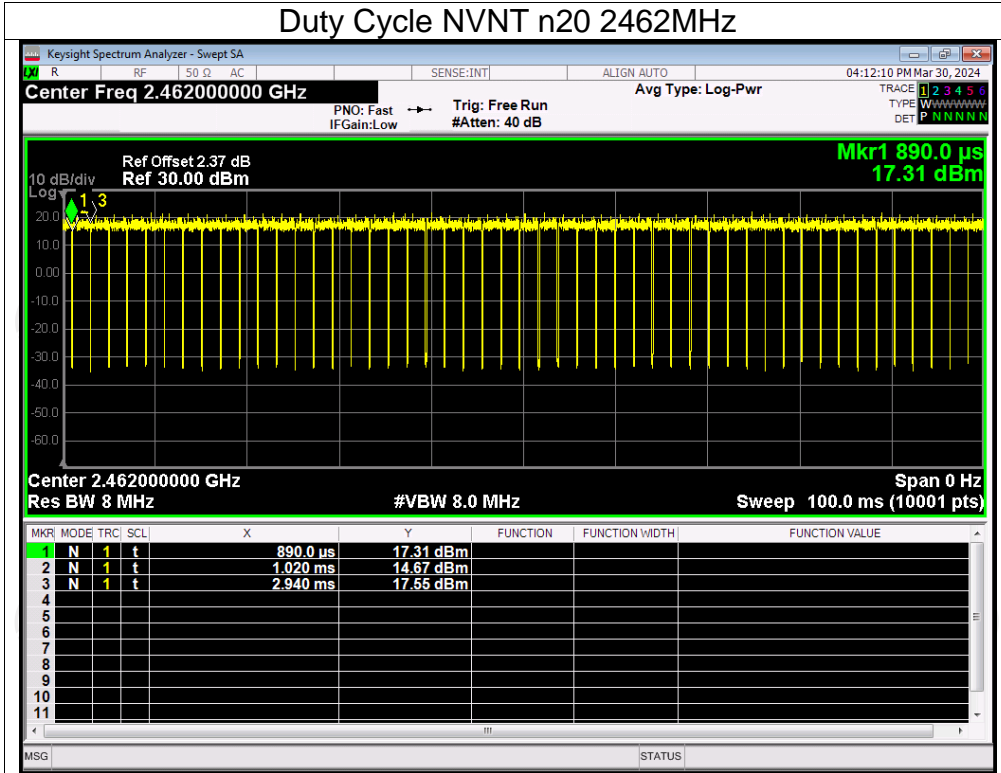 Duty Cycle NVNT n20 2462MHz
Keysight Spectrum Analyzer - Swept SA
LXI R RF 50 Ω AC SENSE:INT ALIGN AUTO 04:12:10 PM Mar 30, 2024
Center Freq 2.462000000 GHz Avg Type: Log-Pwr TRACE 1 2 3 4 5 6
PNO: Fast Trig: Free Run TYPE W
IFGain:Low #Atten: 40 dB DET P N N N N N
Mkr1 890.0 µs
17.31 dBm
Ref Offset 2.37 dB
10 dB/div Ref 30.00 dBm
Log
1 3
20.0
10.0
0.00
-10.0
-20.0
-30.0
-40.0
-50.0
-60.0
Center 2.462000000 GHz Span 0 Hz
Res BW 8 MHz #VBW 8.0 MHz Sweep 100.0 ms (10001 pts)
MKR MODE TRC SCL X Y FUNCTION FUNCTION WIDTH FUNCTION VALUE
1 N 1 t 890.0 µs 17.31 dBm
2 N 1 t 1.020 ms 14.67 dBm
3 N 1 t 2.940 ms 17.55 dBm
4
5
6
7
8
9
10
11
MSG STATUS